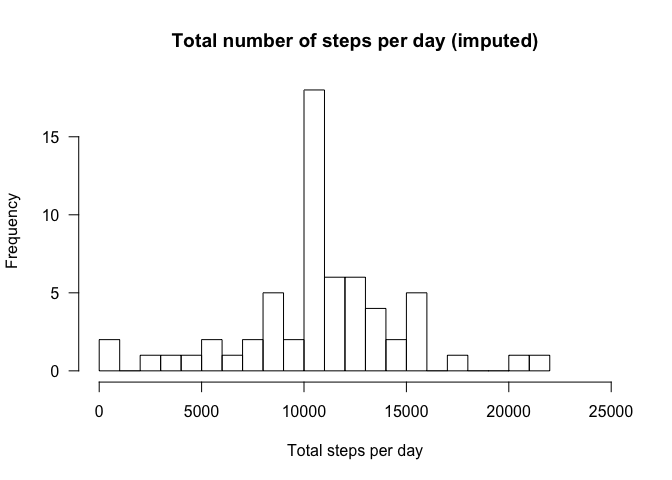 Total number of steps per day (imputed)
Frequency
15
10
5
0
0 5000 10000 15000 20000 25000
Total steps per day